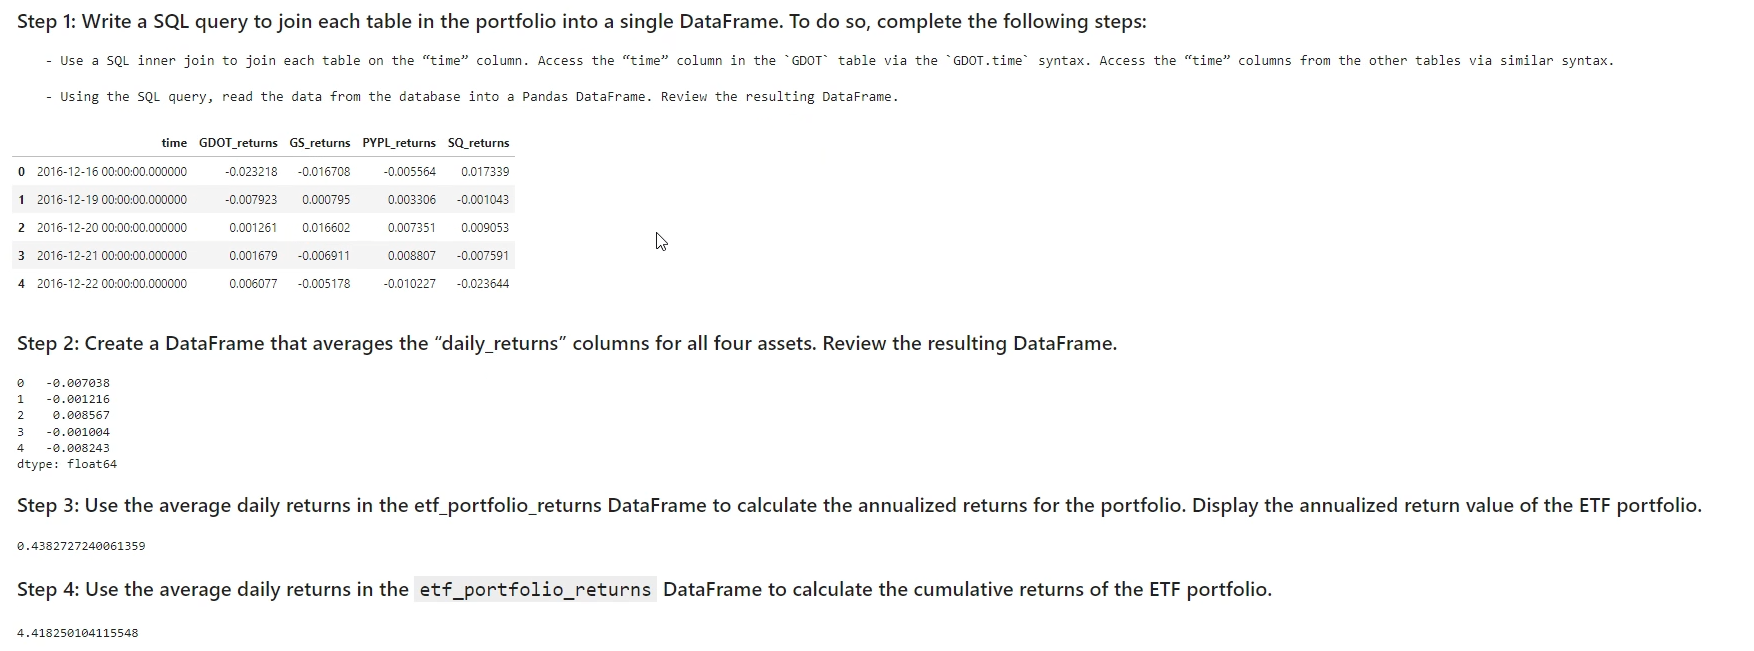 Step 1: Write a SQL query to join each table in the portfolio into a single DataFrame. To do so, complete the following steps:
- Use a SQL inner join to join each table on the “time” column. Access the “time” column in the `GDOT` table via the `GDOT.time` syntax. Access the “time” columns from the other tables via similar syntax.
- Using the SQL query, read the data from the database into a Pandas DataFrame. Review the resulting DataFrame.
time GDOT_returns GS_returns PYPL_returns SQ_returns
0 2016-12-16 00:00:00.000000 -0.023218 -0.016708 -0.005564 0.017339
1 2016-12-19 00:00:00.000000 -0.007923 0.000795 0.003306 -0.001043
2 2016-12-20 00:00:00.000000 0.001261 0.016602 0.007351 0.009053
3 2016-12-21 00:00:00.000000 0.001679 -0.006911 0.008807 -0.007591
4 2016-12-22 00:00:00.000000 0.006077 -0.005178 -0.010227 -0.023644
Step 2: Create a DataFrame that averages the “daily_returns” columns for all four assets. Review the resulting DataFrame.
0 -0.007038
1 -0.001216
2 0.008567
3 -0.001004
4 -0.008243
dtype: float64
Step 3: Use the average daily returns in the etf_portfolio_returns DataFrame to calculate the annualized returns for the portfolio. Display the annualized return value of the ETF portfolio.
0.4382727240061359
Step 4: Use the average daily returns in the etf_portfolio_returns DataFrame to calculate the cumulative returns of the ETF portfolio.
4.418250104115548